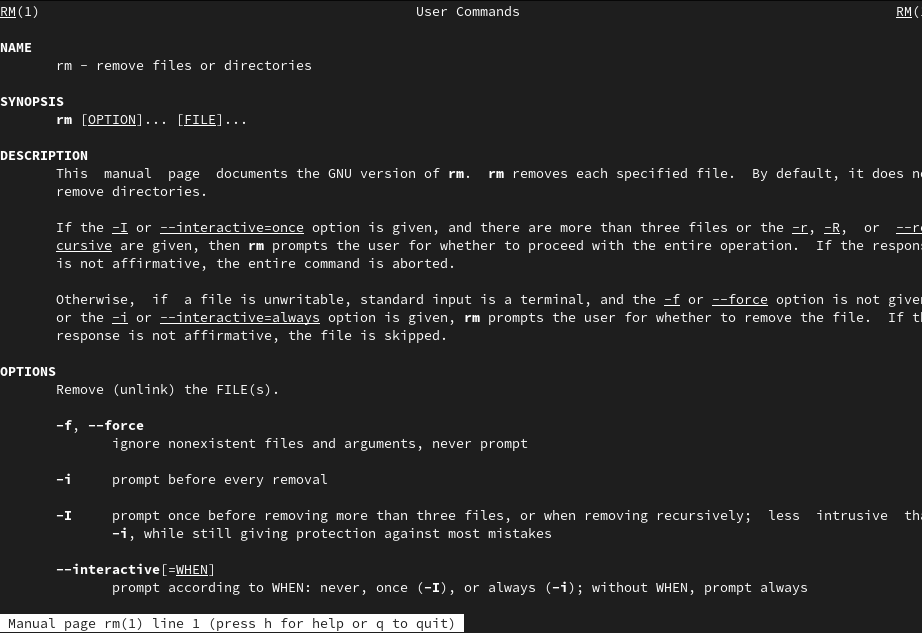 RM(1) User Commands RM(
NAME
rm - remove files or directories
SYNOPSIS
rm [OPTION]... [FILE]...
DESCRIPTION
This manual page documents the GNU version of rm. rm removes each specified file. By default, it does
remove directories.
If the -I or --interactive=once option is given, and there are more than three files or the -r, -R, or --re
cursive are given, then rm prompts the user for whether to proceed with the entire operation. If the respons
is not affirmative, the entire command is aborted.
Otherwise, if a file is unwritable, standard input is a terminal, and the -f or --force option is not given
or the -i or --interactive=always option is given, rm prompts the user for whether to remove the file. If th
response is not affirmative, the file is skipped.
OPTIONS
Remove (unlink) the FILE(s).
-f, --force
ignore nonexistent files and arguments, never prompt
-i prompt before every removal
-I prompt once before removing more than three files, or when removing recursively; less intrusive tha
-i, while still giving protection against most mistakes
--interactive[=WHEN]
prompt according to WHEN: never, once (-I), or always (-i); without WHEN, prompt always
Manual page rm(1) line 1 (press h for help or q to quit)